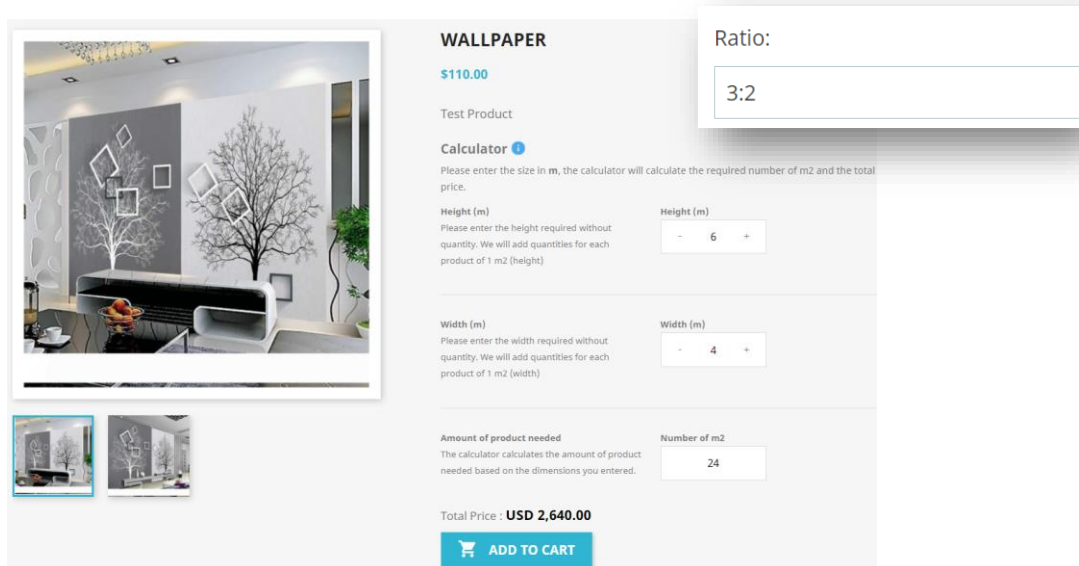 WALLPAPER
$110.00
Test Product
Ratio:
3:2
Calculator
Please enter the size in m, the calculator will calculate the required number of m2 and the total
price.
Height (m)
Please enter the height required without
quantity. We will add quantities for each
product of 1 m2 (height)
Height (m)
- 6 +
Width (m)
Please enter the width required without
quantity. We will add quantities for each
product of 1 m2 (width)
Width (m)
- 4 +
Amount of product needed
The calculator calculates the amount of product
needed based on the dimensions you entered.
Number of m2
24
Total Price : USD 2,640.00
ADD TO CART